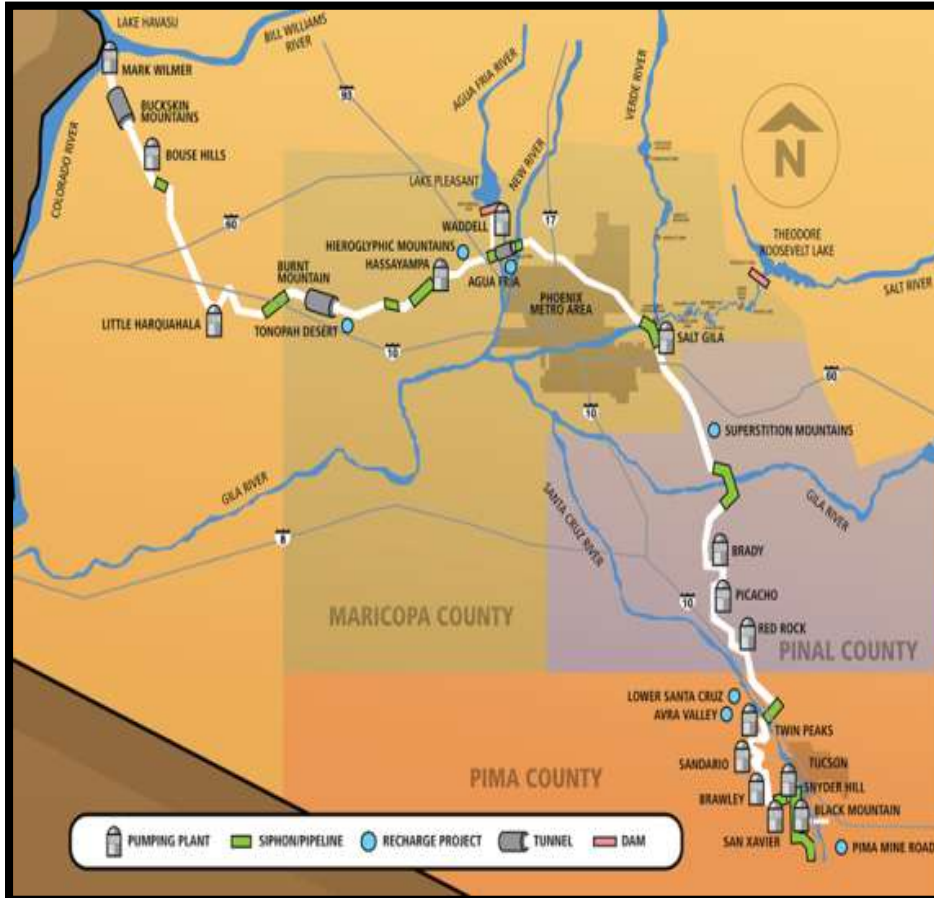 LAKE HAVASU
BILL WILLIAMS
RIVER
MARK WILMER
93
AGUA FRIA RIVER
VERDE RIVER
BUCKSKIN
MOUNTAINS
N
COLORADO RIVER
BOUSE HILLS
NEW RIVER
LAKE PLEASANT
60
WADDELL
17
THEODORE
ROOSEVELT LAKE
HIEROGLYPHIC MOUNTAINS
HASSAYAMPA
SALT RIVER
BURNT
MOUNTAIN
AGUA FRIA
PHOENIX
METRO AREA
LITTLE HARQUAHALA
TONOPAH DESERT
10
SALT GILA
60
10
SUPERSTITION MOUNTAINS
GILA RIVER
SANTA CRUZ RIVER
GILA RIVER
8
BRADY
PICACHO
10
MARICOPA COUNTY
RED ROCK
PINAL COUNTY
LOWER SANTA CRUZ
AVRA VALLEY
TWIN PEAKS
SANDARIO
TUCSON
PIMA COUNTY
SNYDER HILL
BRAWLEY
BLACK MOUNTAIN
SAN XAVIER
PIMA MINE ROAD
PUMPING PLANT
SIPHON/PIPELINE
RECHARGE PROJECT
TUNNEL
DAM